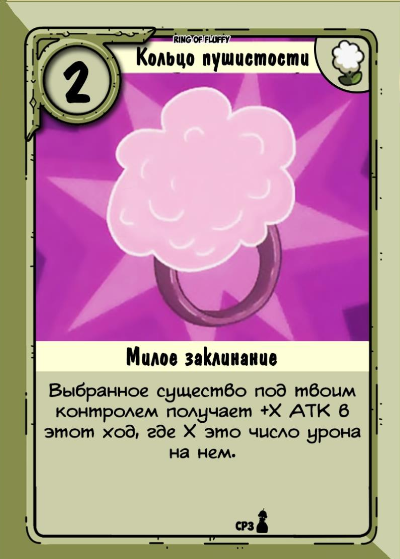 RING OF FLUFFY
2
Кольцо пушистости
Милое заклинание
Выбранное существо под твоим
контролем получает +X АТК в
этот ход, где X это число урона
на нем.
СР3